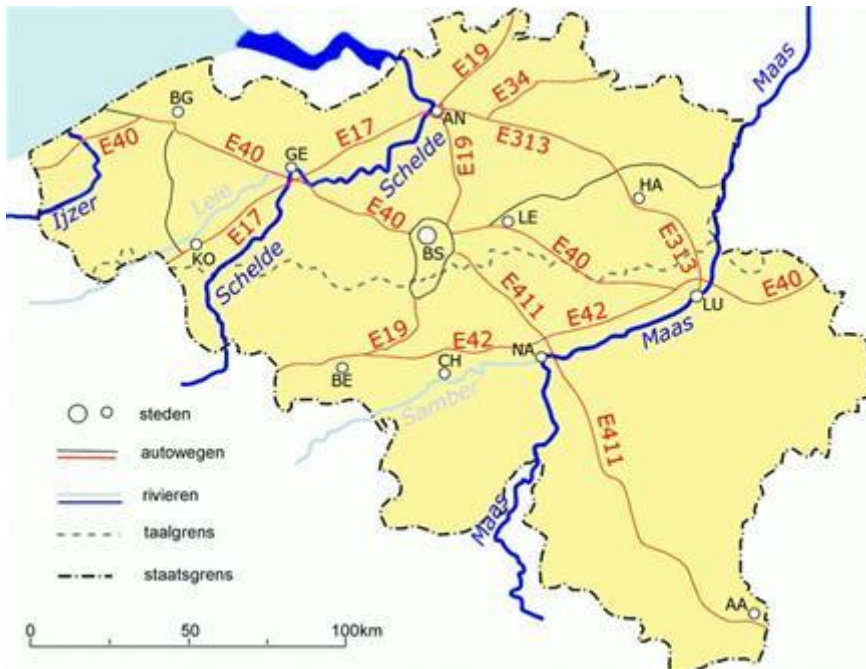 E19
Maas
E34
BG
AN
E40
E17
E313
GE
E40
Schelde
E19
HA
Leie
Ijzer
E17
E40
LE
KO
BS
E313
Schelde
E40
E411
E40
LU
E42
E19
E42
NA
Maas
BE
CH
Samber
E411
Maas
AA
steden
autowegen
rivieren
taalgrens
staatsgrens
0
50
100km